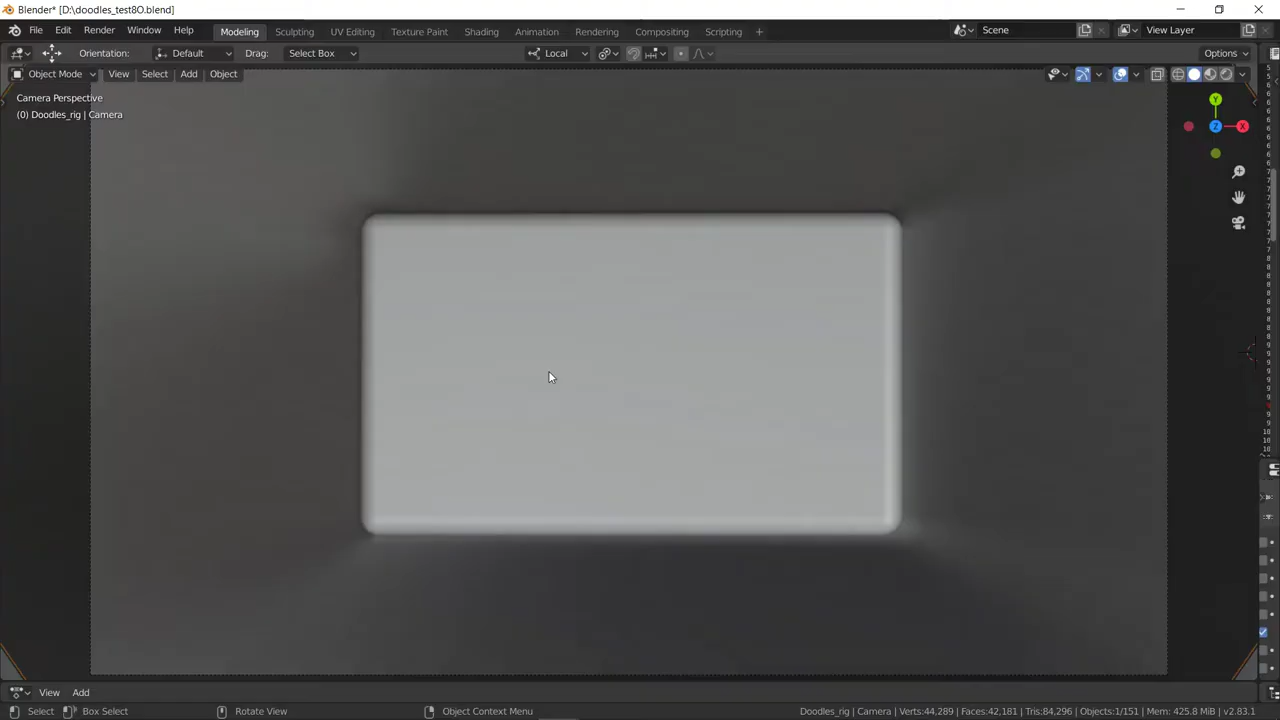 Blender* [D:\doodles_test8O.blend]
File Edit Render Window Help Modeling Sculpting UV Editing Texture Paint Shading Animation Rendering Compositing Scripting + Scene View Layer
Orientation: Default Drag: Select Box Local Options
Object Mode View Select Add Object
Camera Perspective
(0) Doodles_rig | Camera
Y
Z X
View Add
Select Box Select Rotate View Object Context Menu Doodles_rig | Camera | Verts:44,289 | Faces:42,181 | Tris:84,296 | Objects:1/151 | Mem: 425.8 MiB | v2.83.1